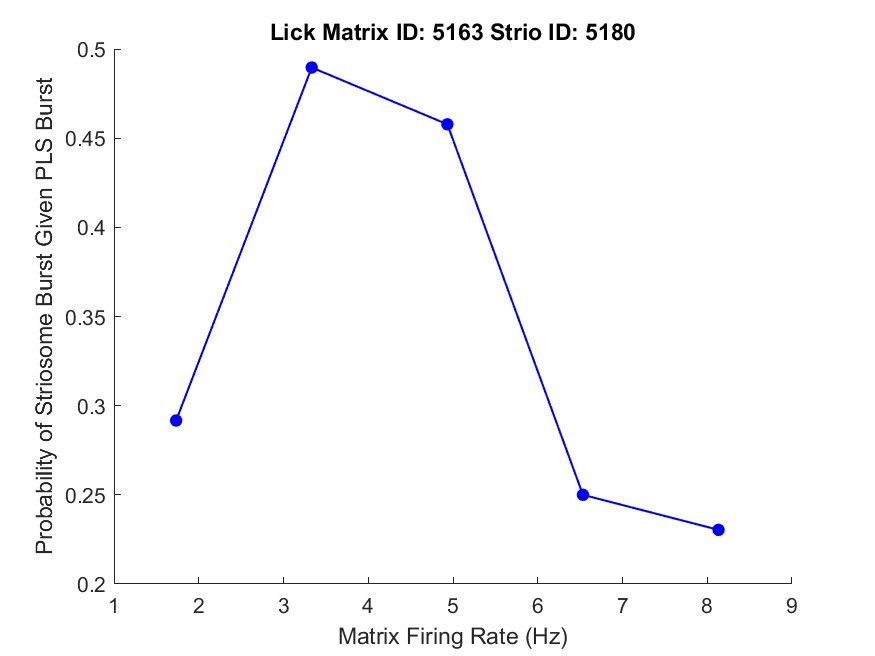 Lick Matrix ID: 5163 Strio ID: 5180
Probability of Striosome Burst Given PLS Burst
0.5
0.45
0.4
0.35
0.3
0.25
0.2
1 2 3 4 5 6 7 8 9
Matrix Firing Rate (Hz)